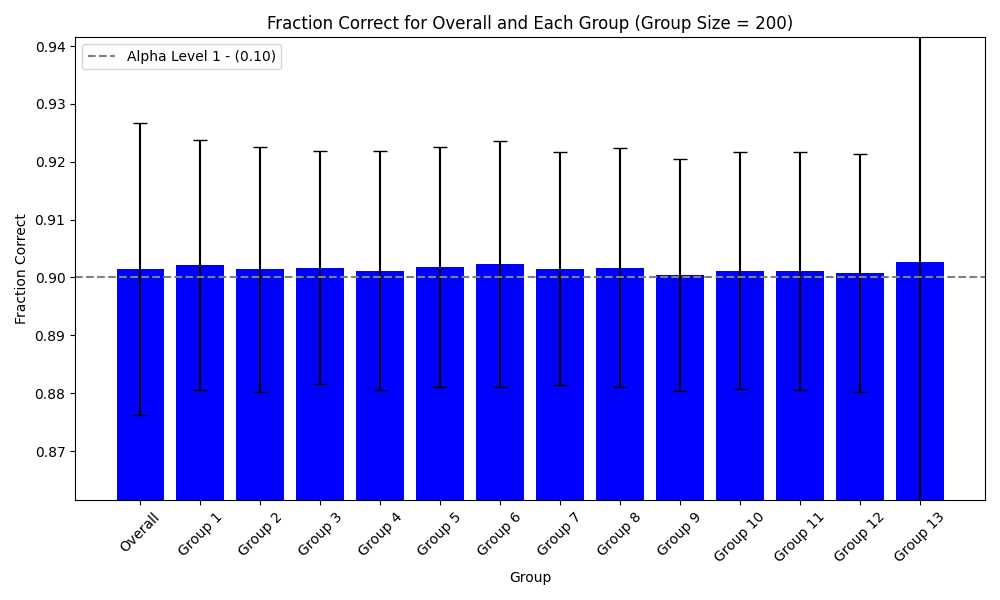 Fraction Correct for Overall and Each Group (Group Size = 200)
Alpha Level 1 - (0.10)
Fraction Correct
0.94
0.93
0.92
0.91
0.90
0.89
0.88
0.87
Overall
Group 1
Group 2
Group 3
Group 4
Group 5
Group 6
Group 7
Group 8
Group 9
Group 10
Group 11
Group 12
Group 13
Group